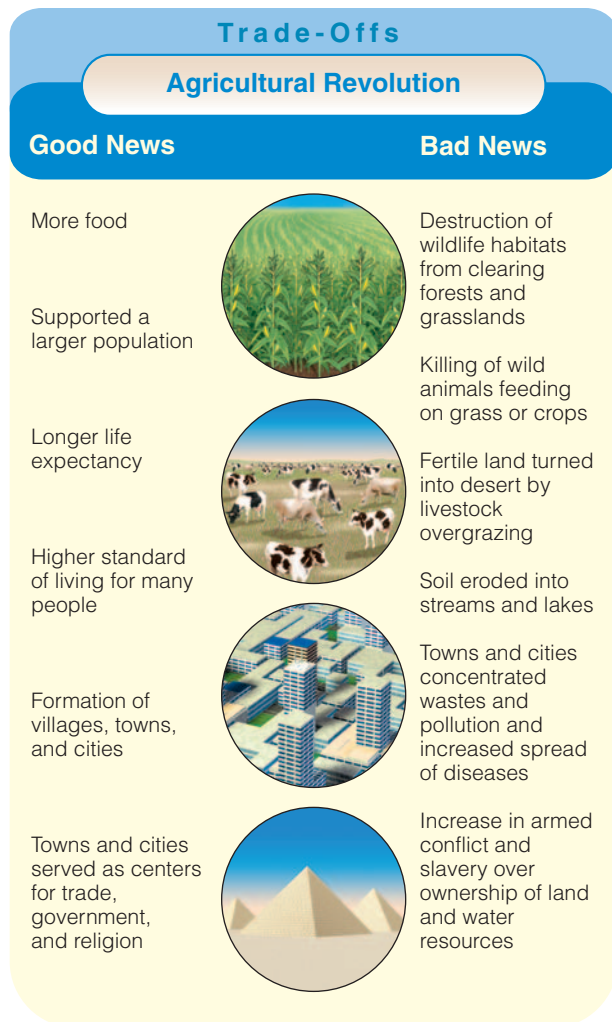 Trade-Offs
Agricultural Revolution
Good News
More food
Supported a
larger population
Longer life
expectancy
Higher standard
of living for many
people
Formation of
villages, towns,
and cities
Towns and cities
served as centers
for trade,
government,
and religion
Bad News
Destruction of
wildlife habitats
from clearing
forests and
grasslands
Killing of wild
animals feeding
on grass or crops
Fertile land turned
into desert by
livestock
overgrazing
Soil eroded into
streams and lakes
Towns and cities
concentrated
wastes and
pollution and
increased spread
of diseases
Increase in armed
conflict and
slavery over
ownership of land
and water
resources